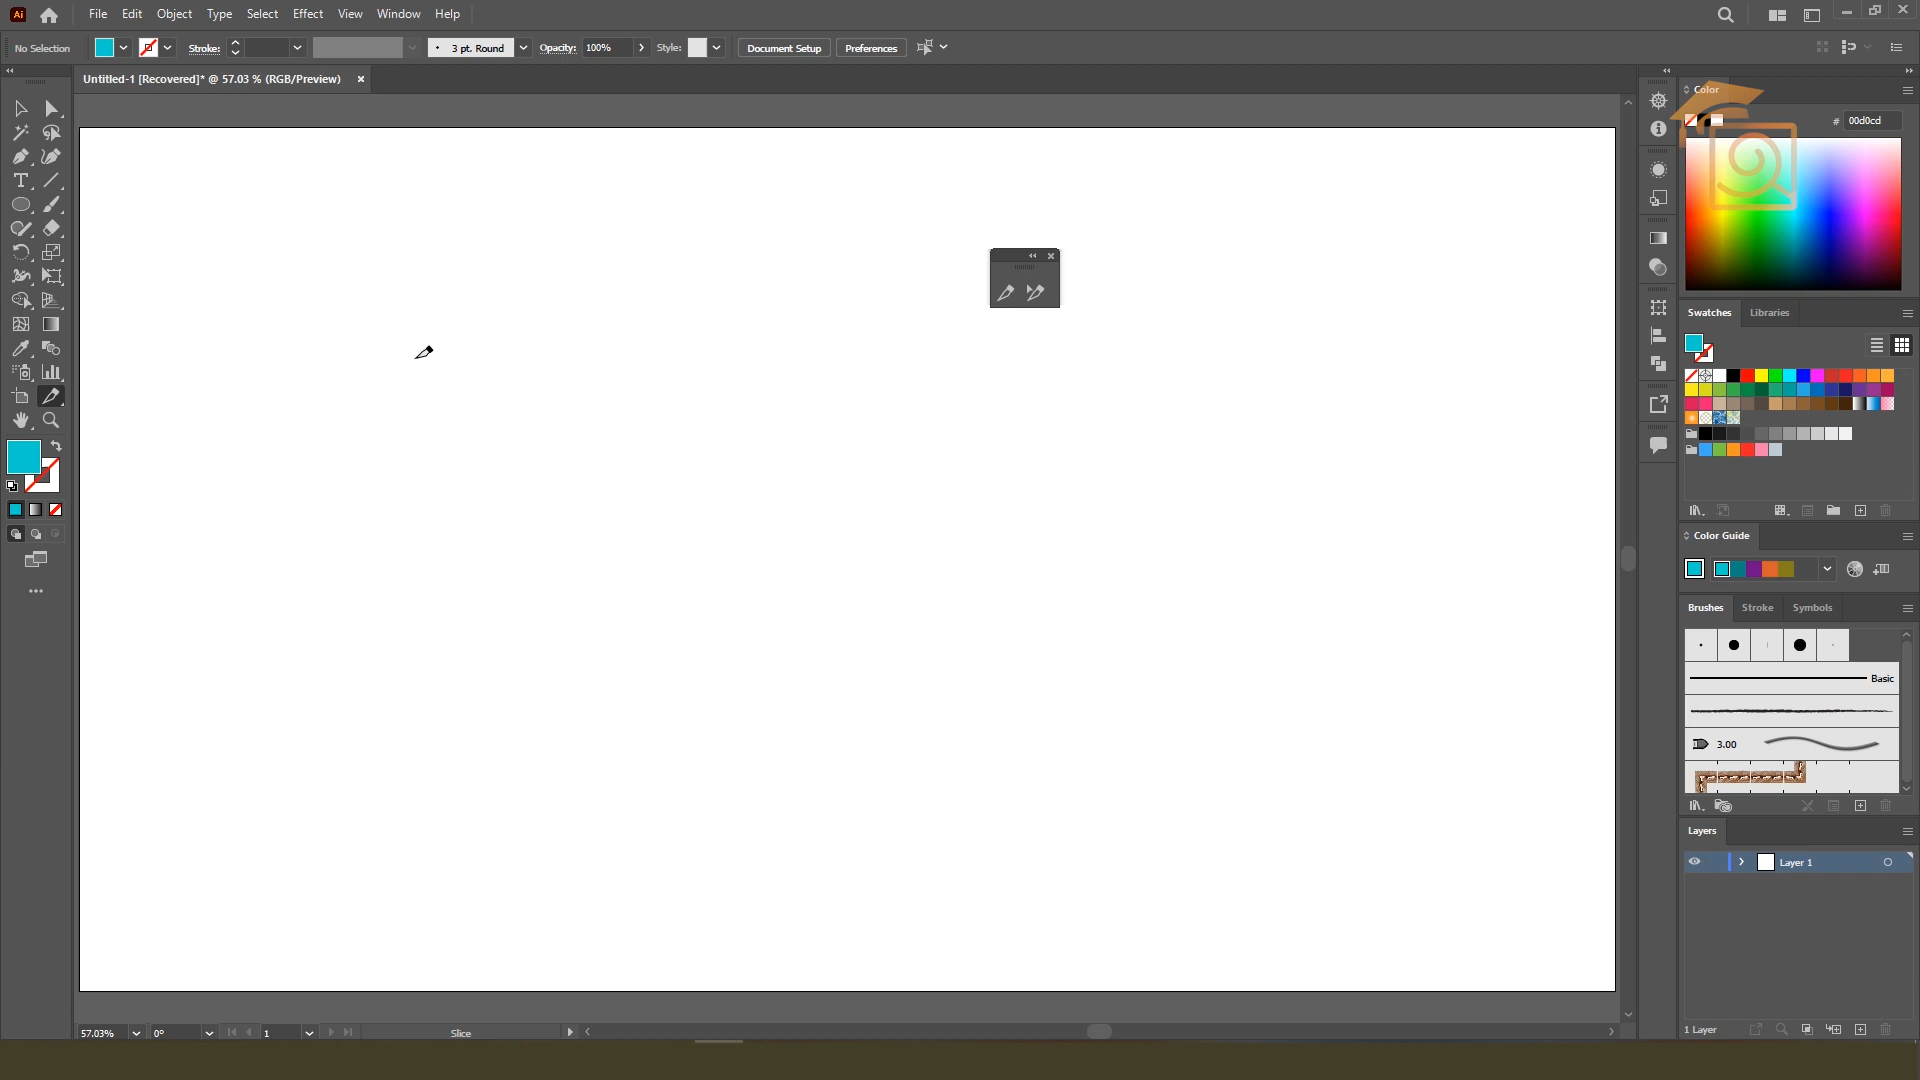 Ai
File Edit Object Type Select Effect View Window Help
No Selection Stroke: 3 pt. Round Opacity: 100% Style: Document Setup Preferences
Untitled-1 [Recovered]* @ 57.03 % (RGB/Preview)
Color
# 00d0cd
Swatches Libraries
Color Guide
Brushes Stroke Symbols
Basic
3.00
Layers
Layer 1
1 Layer
57.03% 0° 1 Slice